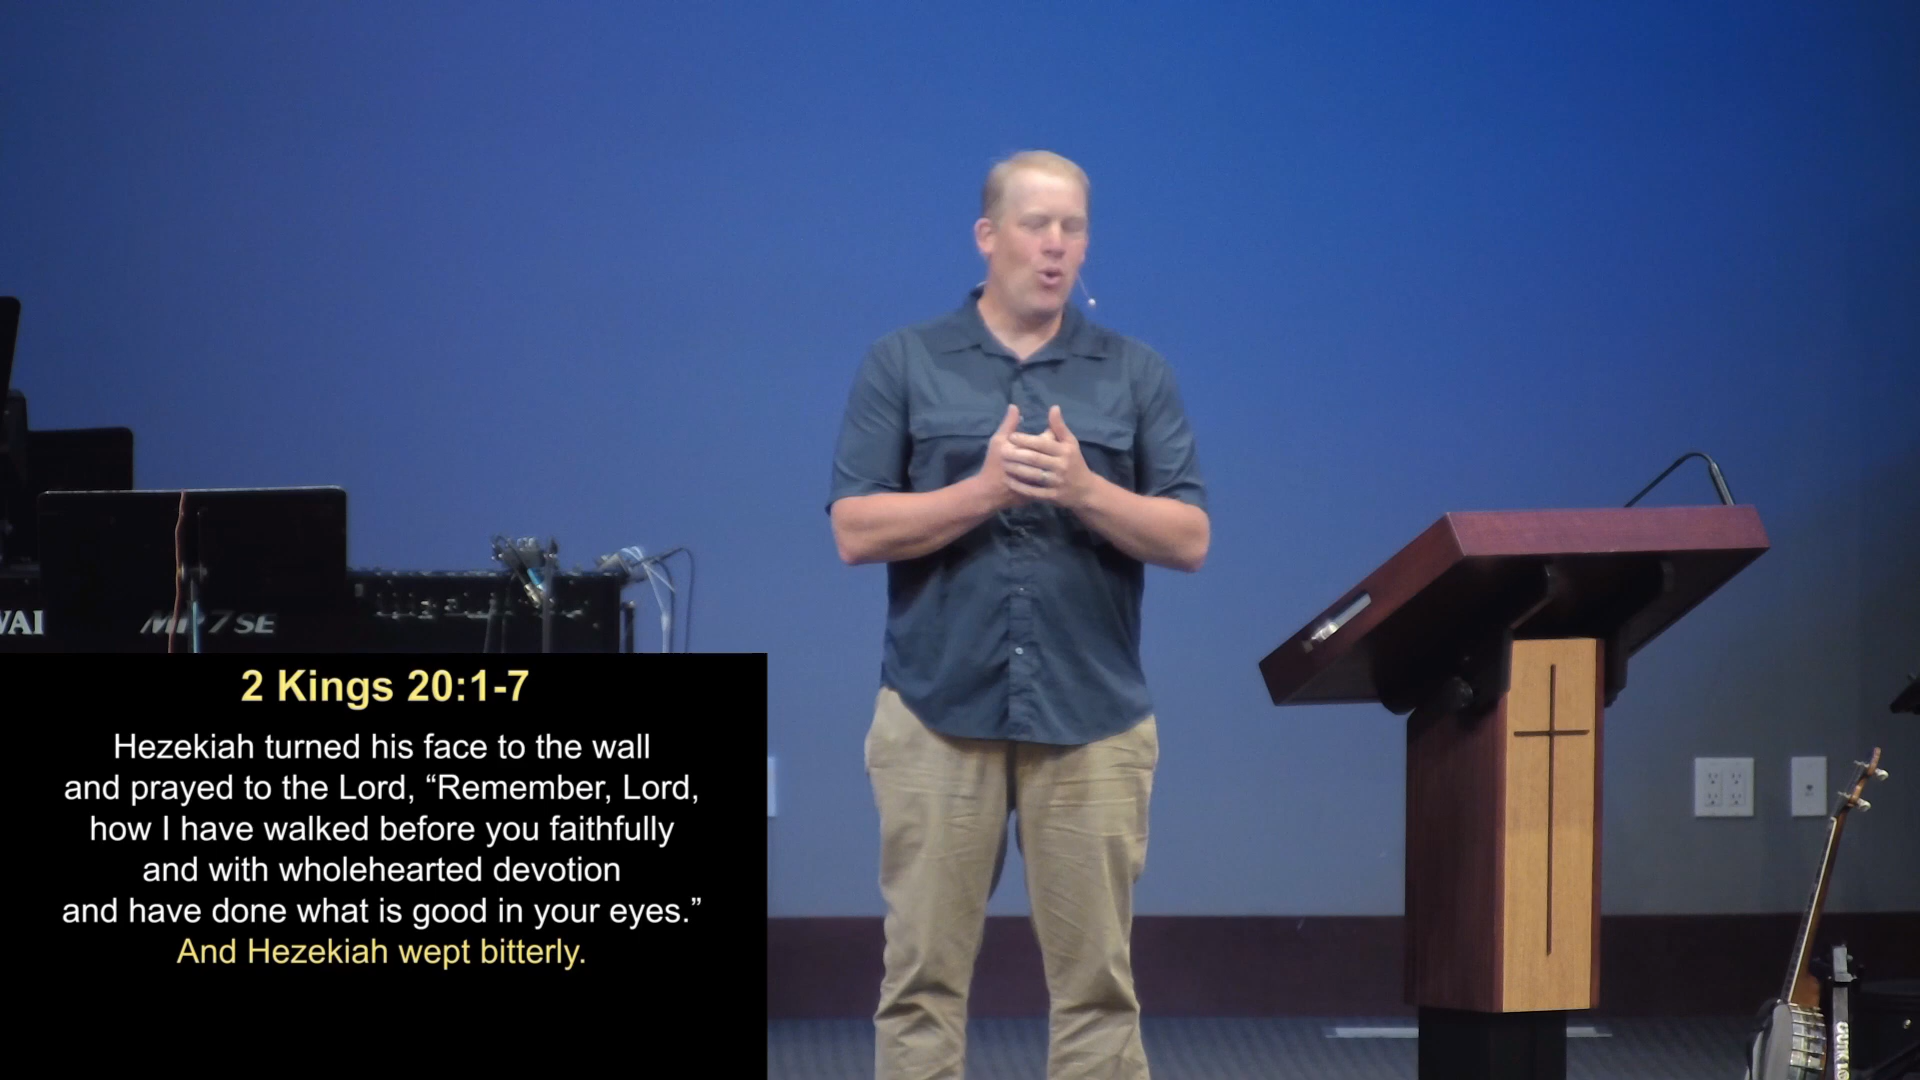 WAI
MP7SE
2 Kings 20:1-7
Hezekiah turned his face to the wall
and prayed to the Lord, “Remember, Lord,
how I have walked before you faithfully
and with wholehearted devotion
and have done what is good in your eyes.”
And Hezekiah wept bitterly.